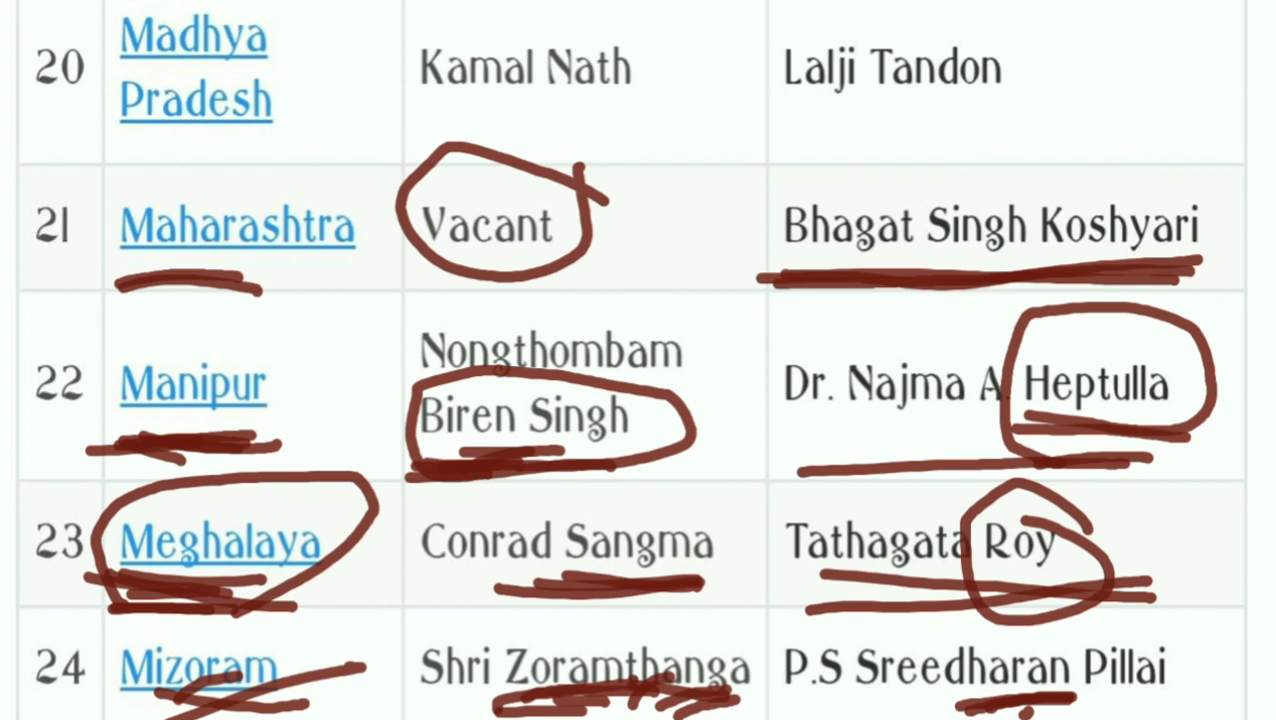 20 Madhya Pradesh Kamal Nath Lalji Tandon
21 Maharashtra Vacant Bhagat Singh Koshyari
22 Manipur Nongthombam Biren Singh Dr. Najma A. Heptulla
23 Meghalaya Conrad Sangma Tathagata Roy
24 Mizoram Shri Zoramthanga P.S Sreedharan Pillai